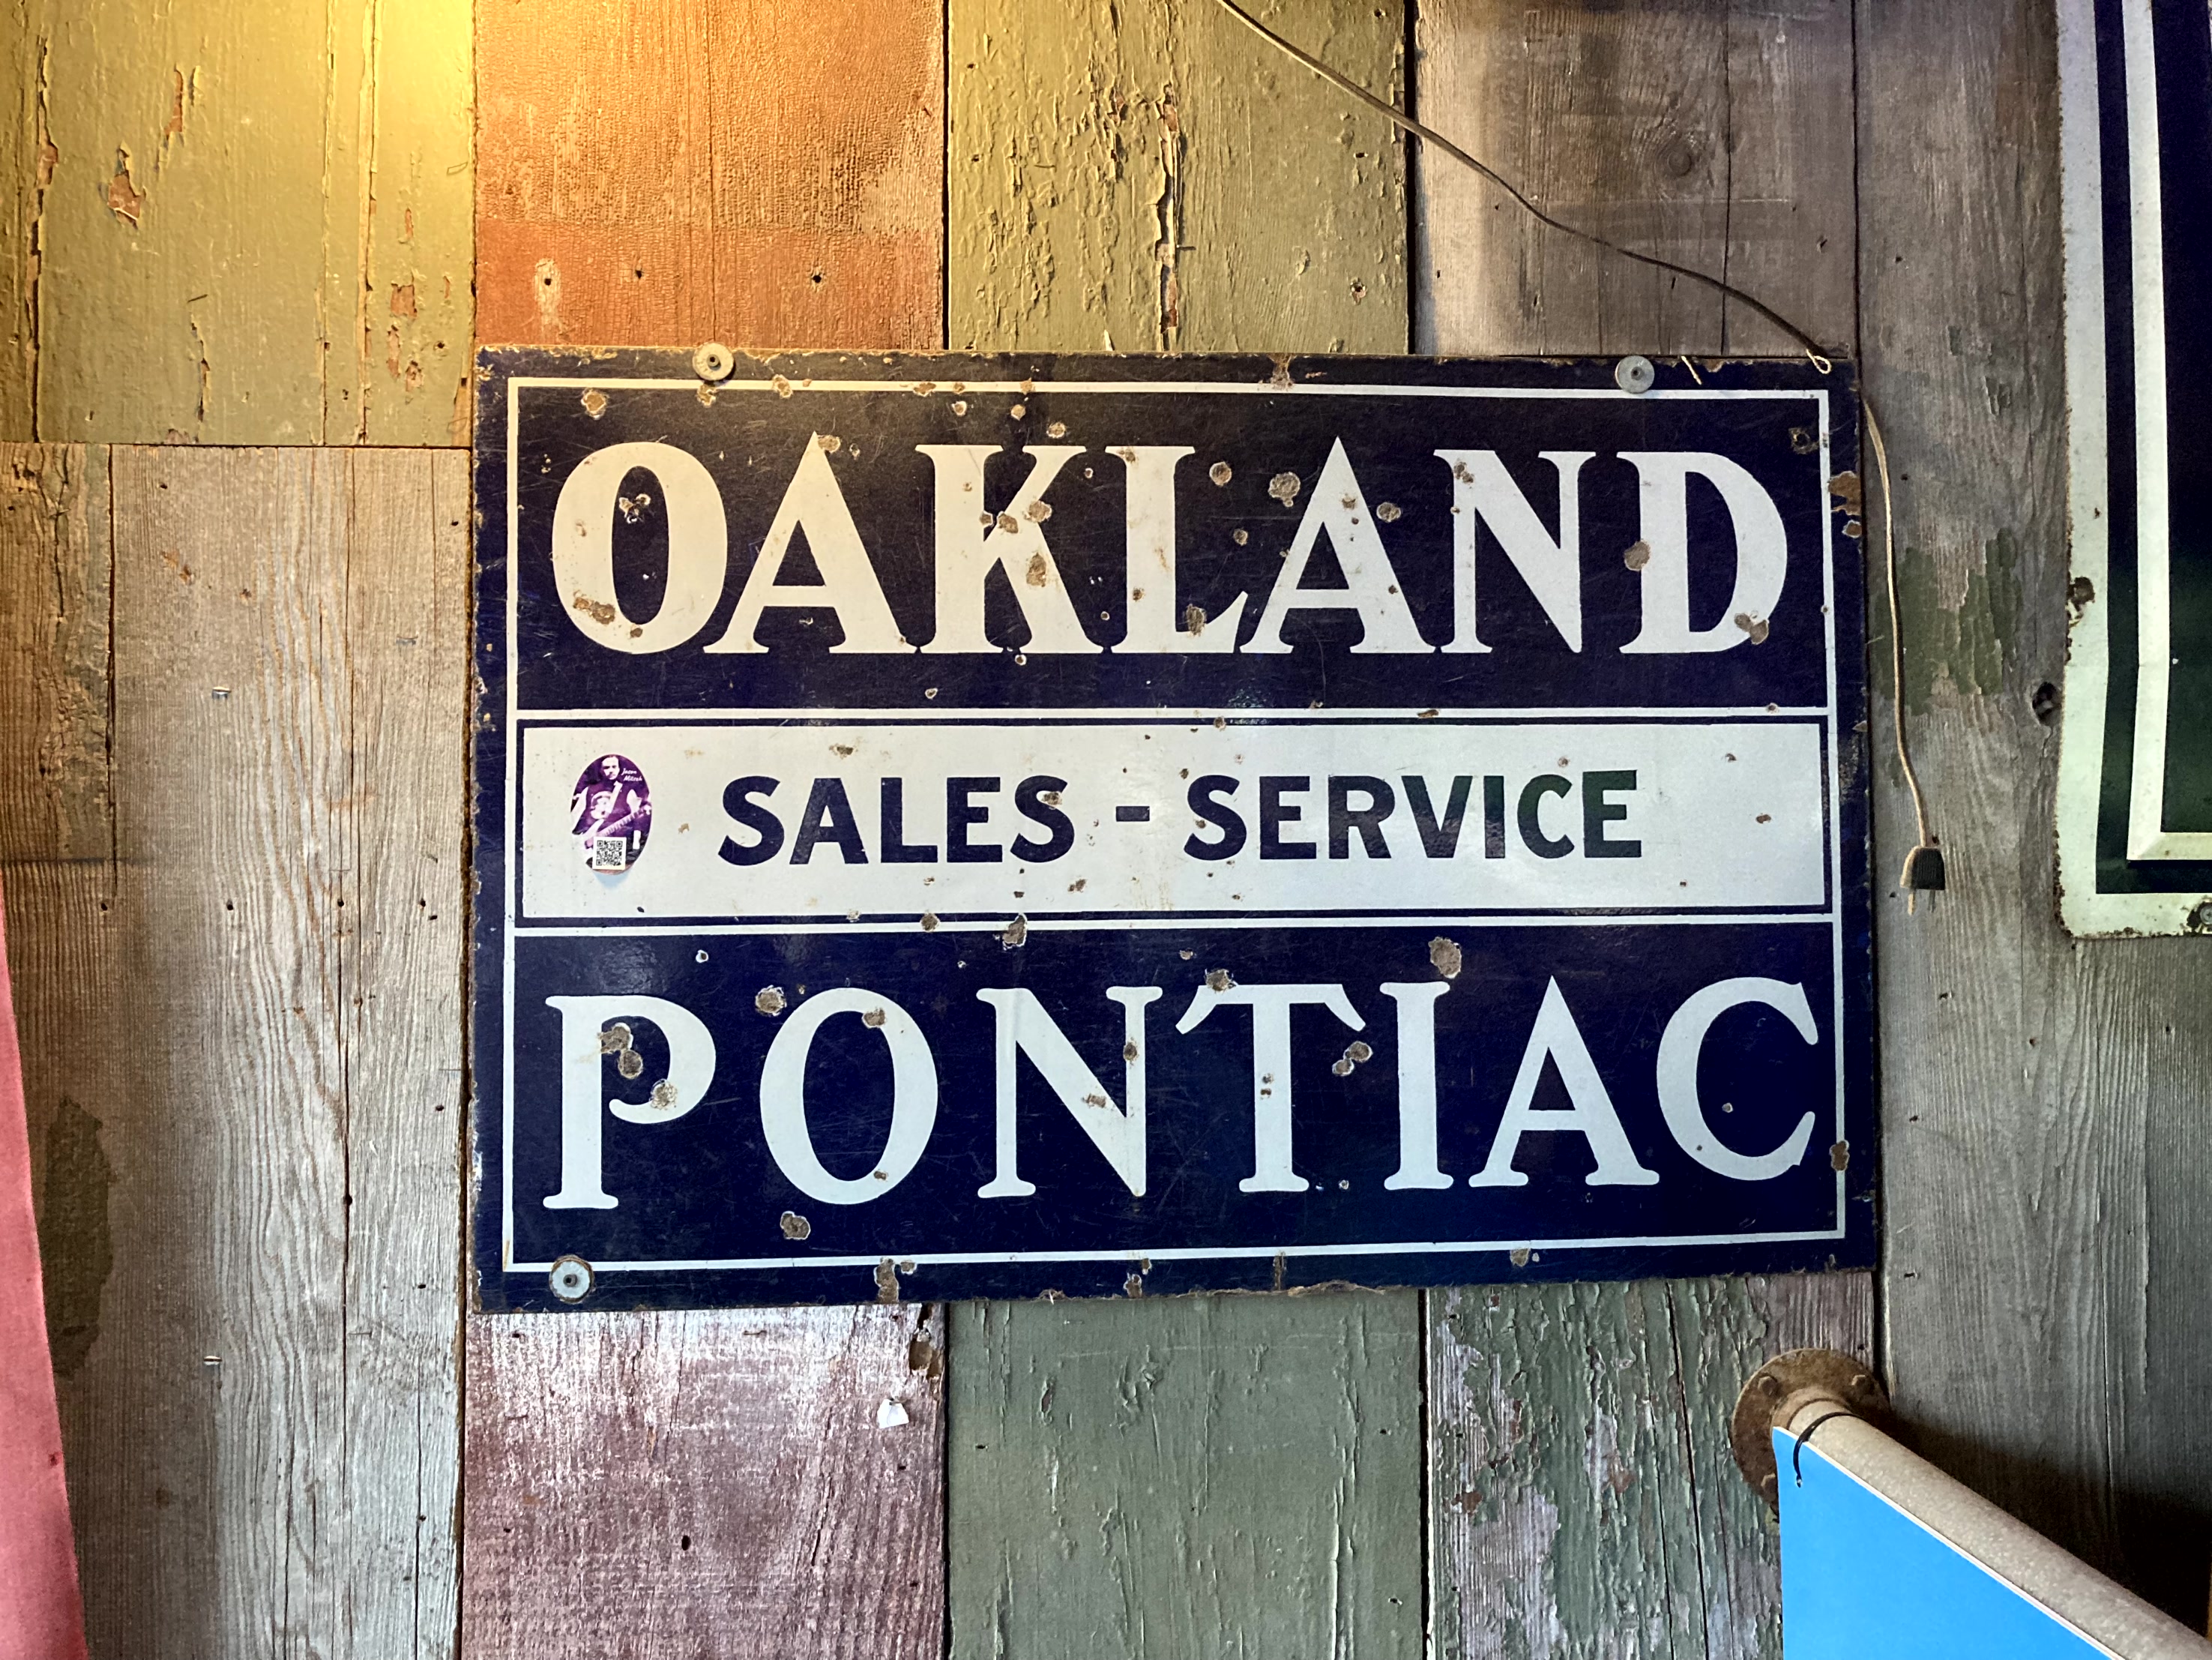 OAKLAND
SALES - SERVICE
PONTIAC